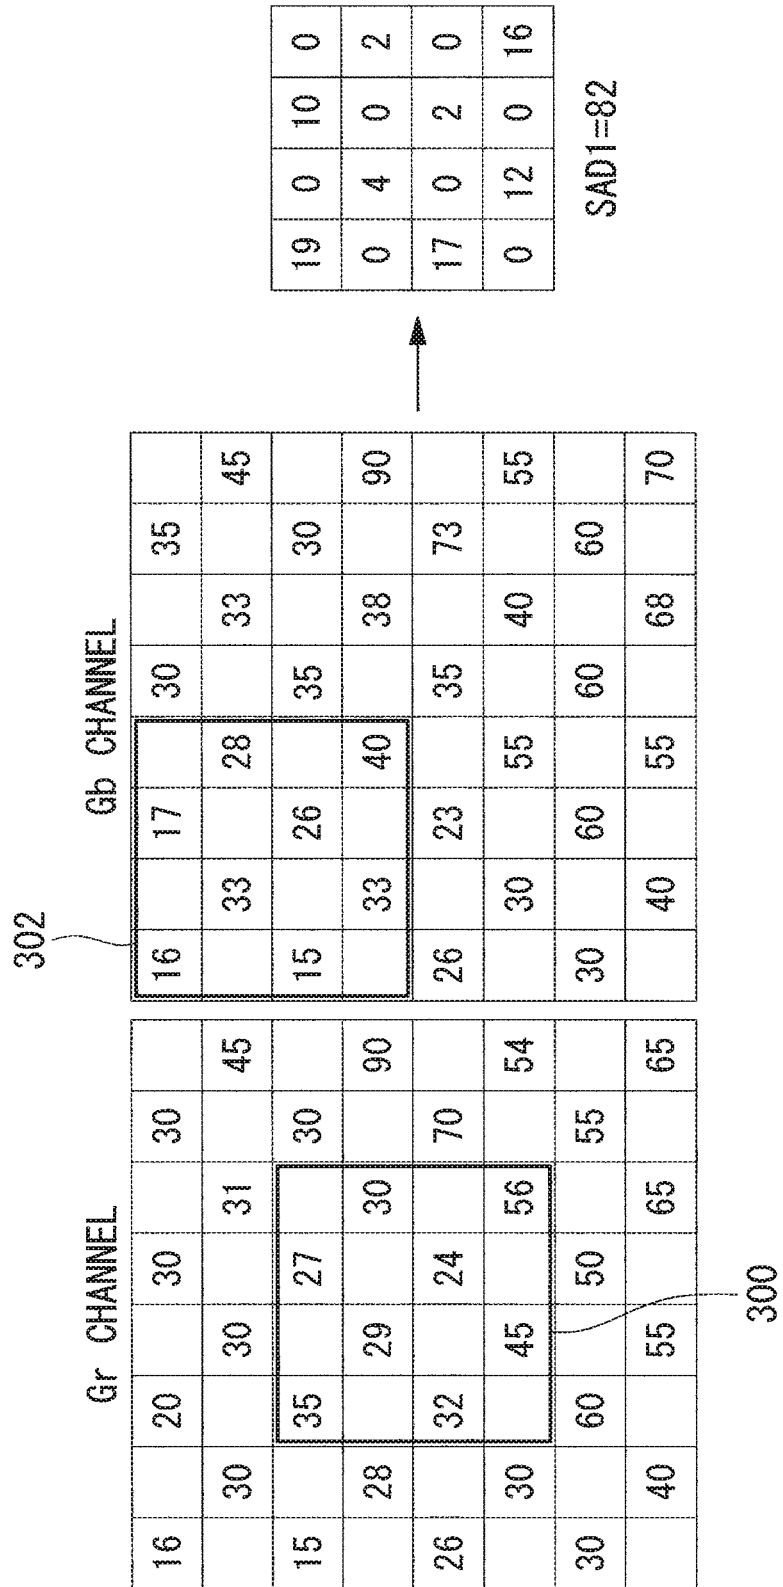 302
Gr CHANNEL
16 20 30 30
30 30 31 45
15 35 27 30
28 29 30 90
26 32 24 70
30 45 56 54
30 60 50 55
40 55 65 65
300
Gb CHANNEL
16 17 30 35
33 28 33 45
15 26 35 30
33 40 38 90
26 23 35 73
30 55 40 55
30 60 60 60
40 55 68 70
19 0 10 0
0 4 0 2
17 0 2 0
0 12 0 16
SAD1=82